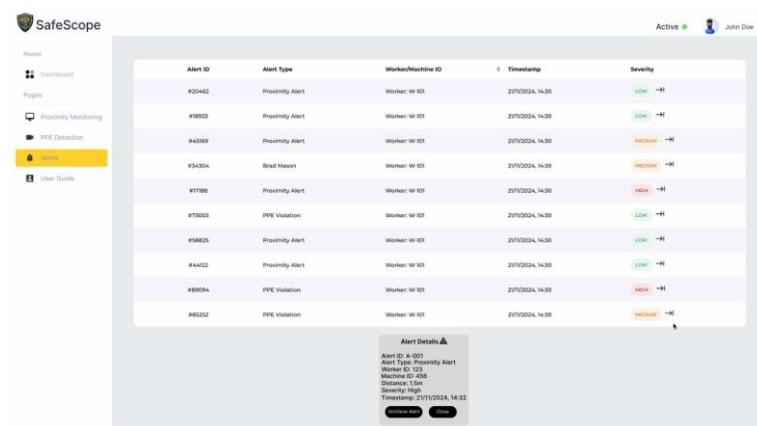 SafeScope
Active
John Doe
Home
Dashboard
Pages
Proximity Monitoring
PPE Detection
Alerts
User Guide
Alert ID Alert Type Worker/Machine ID Timestamp Severity
#20462 Proximity Alert Worker: W-101 21/11/2024, 14:30 LOW
#18933 Proximity Alert Worker: W-101 21/11/2024, 14:30 LOW
#45169 Proximity Alert Worker: W-101 21/11/2024, 14:30 MEDIUM
#34304 Brad Mason Worker: W-101 21/11/2024, 14:30 MEDIUM
#17188 Proximity Alert Worker: W-101 21/11/2024, 14:30 HIGH
#73003 PPE Violation Worker: W-101 21/11/2024, 14:30 LOW
#58825 Proximity Alert Worker: W-101 21/11/2024, 14:30 LOW
#44122 Proximity Alert Worker: W-101 21/11/2024, 14:30 LOW
#89094 PPE Violation Worker: W-101 21/11/2024, 14:30 HIGH
#85252 PPE Violation Worker: W-101 21/11/2024, 14:30 MEDIUM
Alert Details
Alert ID: A-001
Alert Type: Proximity Alert
Worker ID: 123
Machine ID: 456
Distance: 1.5m
Severity: High
Timestamp: 21/11/2024, 14:32
Archieve Alert Close